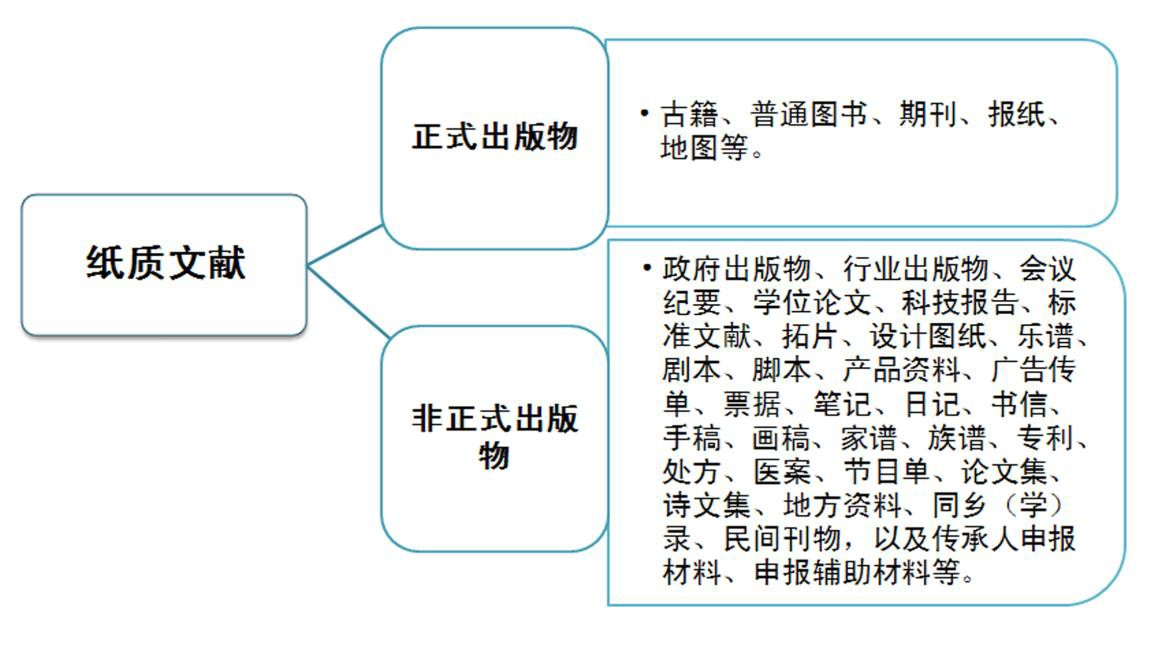 纸质文献
正式出版物
• 古籍、普通图书、期刊、报纸、
地图等。
非正式出版
物
• 政府出版物、行业出版物、会议
纪要、学位论文、科技报告、标
准文献、拓片、设计图纸、乐谱、
剧本、脚本、产品资料、广告传
单、票据、笔记、日记、书信、
手稿、画稿、家谱、族谱、专利、
处方、医案、节目单、论文集、
诗文集、地方资料、同乡（学）
录、民间刊物，以及传承人申报
材料、申报辅助材料等。